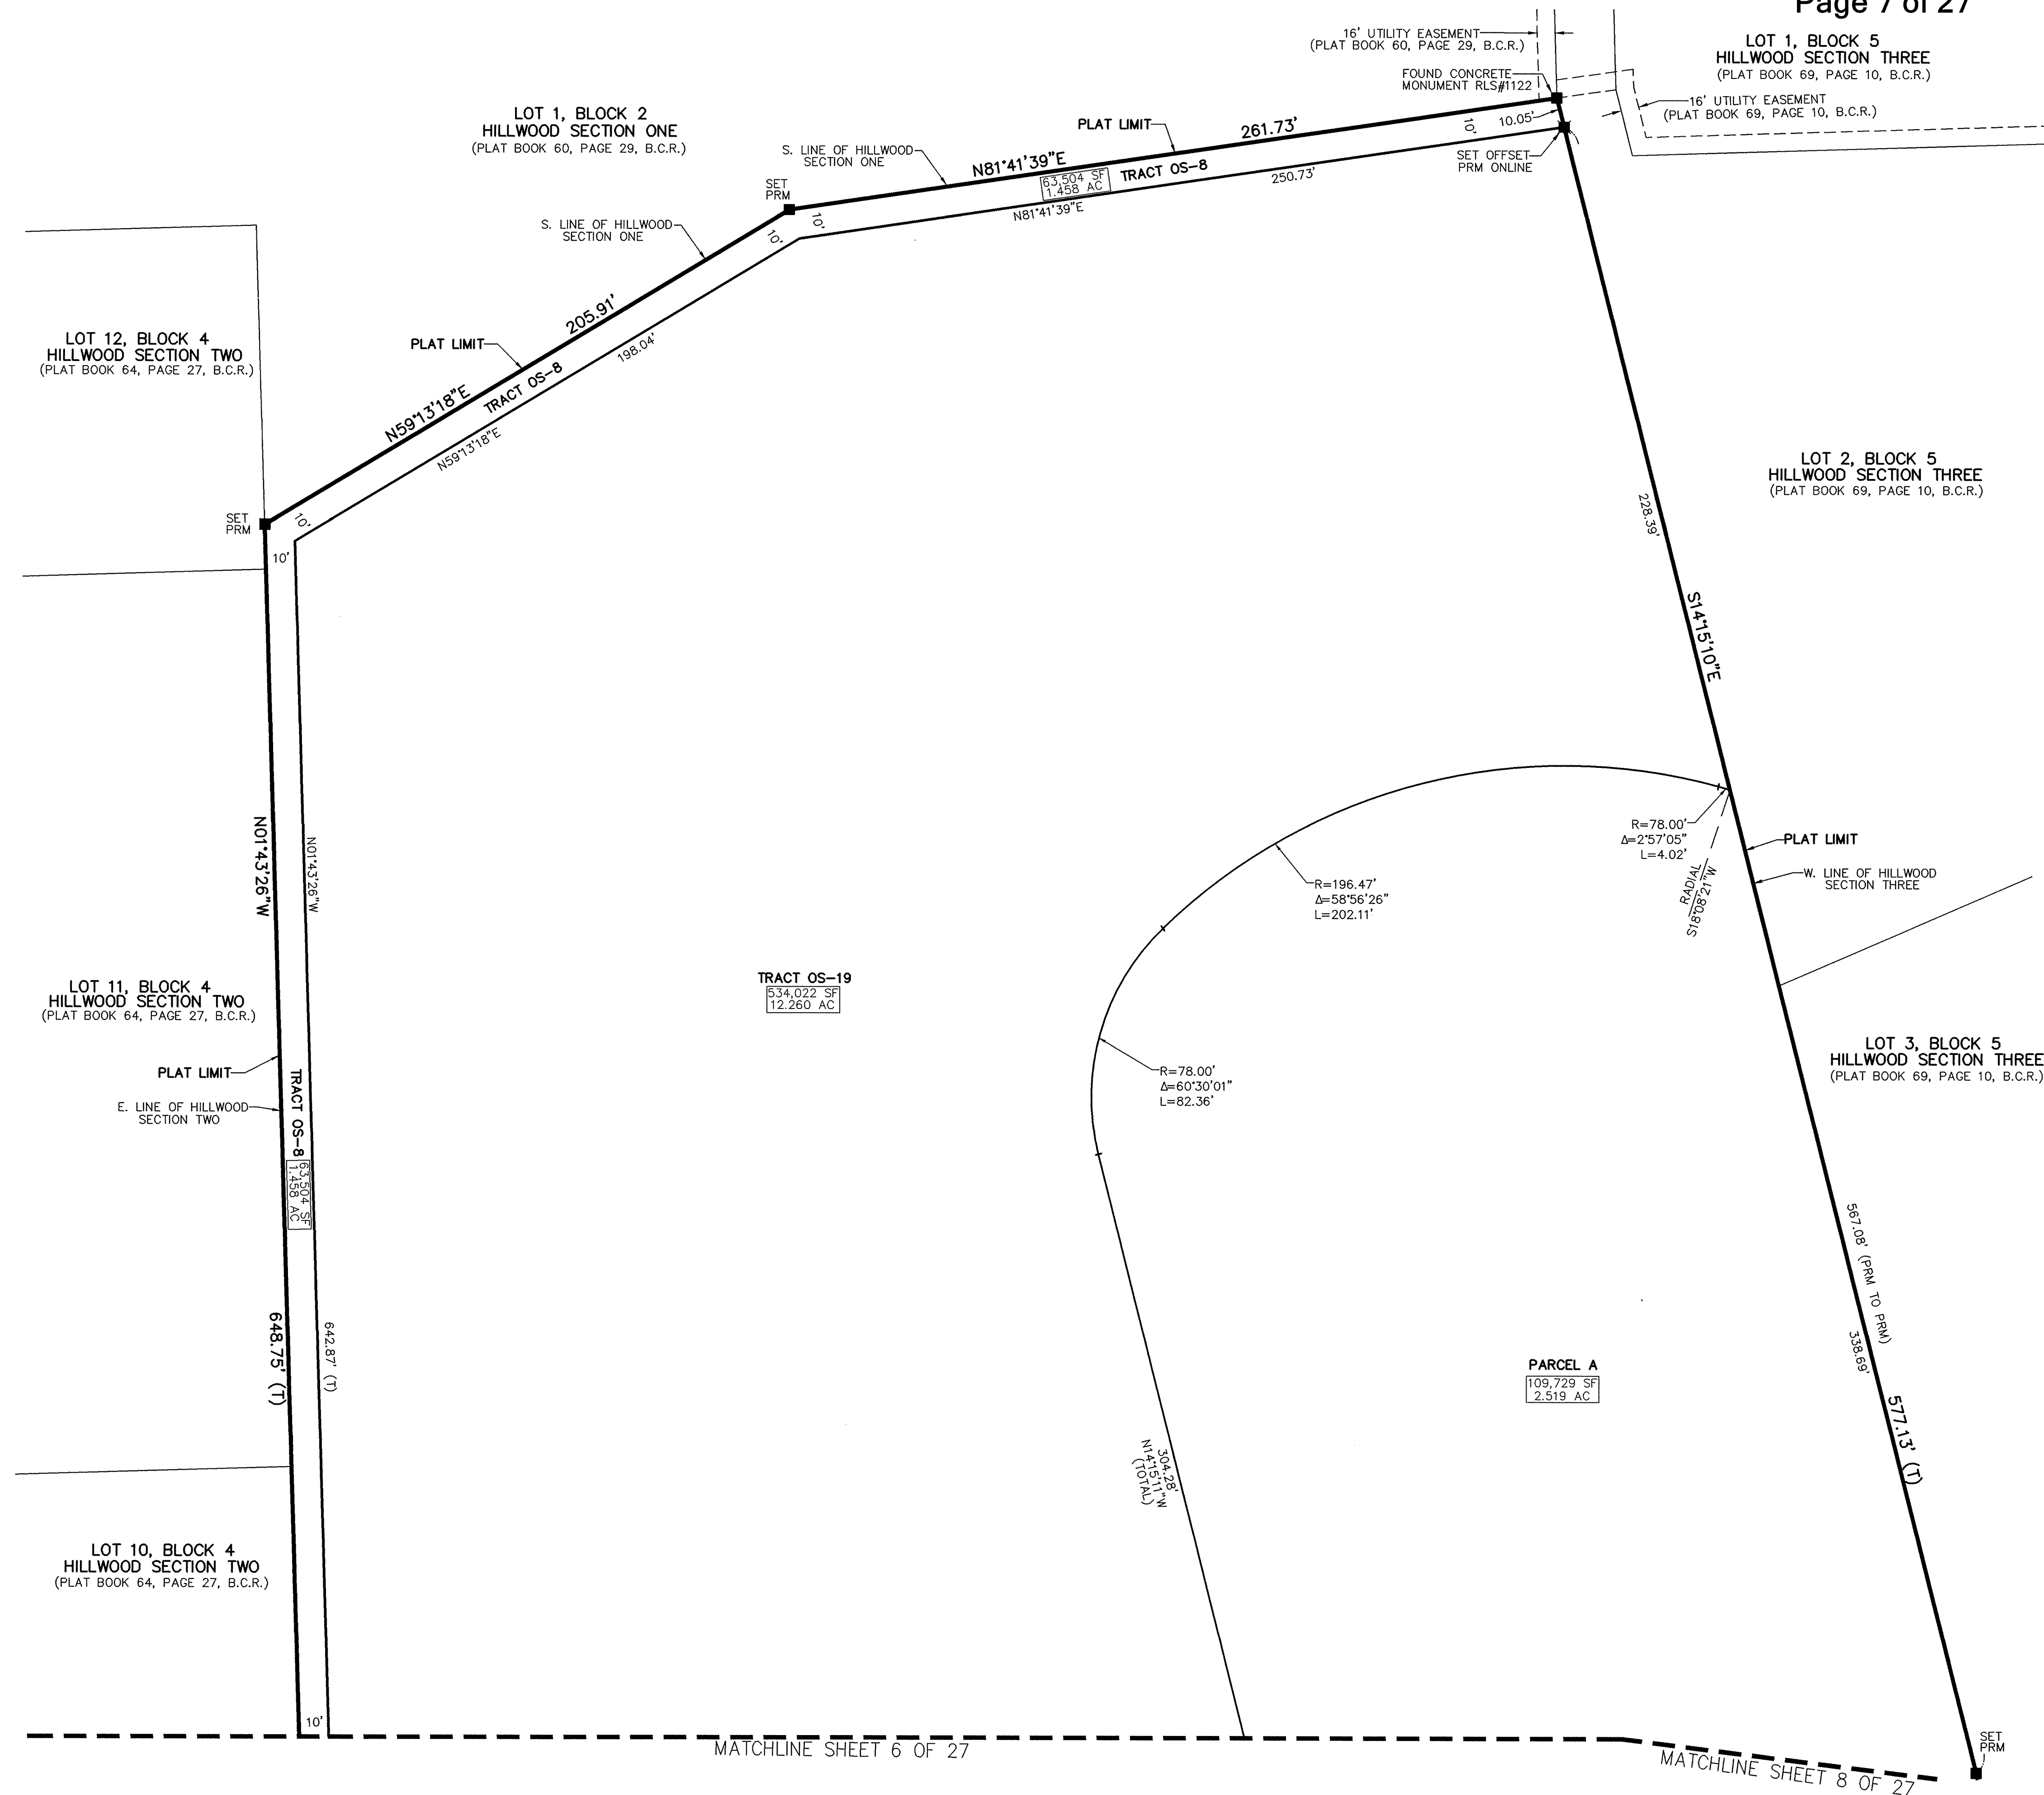 Page 7 of 27
16' UTILITY EASEMENT
(PLAT BOOK 60, PAGE 29, B.C.R.)
LOT 1, BLOCK 5
HILLWOOD SECTION THREE
(PLAT BOOK 69, PAGE 10, B.C.R.)
FOUND CONCRETE
MONUMENT RLS#1122
16' UTILITY EASEMENT
(PLAT BOOK 69, PAGE 10, B.C.R.)
LOT 1, BLOCK 2
HILLWOOD SECTION ONE
(PLAT BOOK 60, PAGE 29, B.C.R.)
PLAT LIMIT
261.73'
10'
10.05'
S. LINE OF HILLWOOD
SECTION ONE
N81°41'39"E
63,504 SF
1.458 AC
TRACT OS-8
250.73'
N81°41'39"E
SET OFFSET
PRM ONLINE
SET
PRM
10'
10'
S. LINE OF HILLWOOD
SECTION ONE
205.91'
198.04'
PLAT LIMIT
TRACT OS-8
N59°13'18"E
N59°13'18"E
LOT 12, BLOCK 4
HILLWOOD SECTION TWO
(PLAT BOOK 64, PAGE 27, B.C.R.)
LOT 2, BLOCK 5
HILLWOOD SECTION THREE
(PLAT BOOK 69, PAGE 10, B.C.R.)
228.39'
SET
PRM
10'
10'
S14°15'10"E
N01°43'26"W
N01°43'26"W
R=78.00'
Δ=2°57'05"
L=4.02'
PLAT LIMIT
W. LINE OF HILLWOOD
SECTION THREE
RADIAL
S18°08'21"W
R=196.47'
Δ=58°56'26"
L=202.11'
TRACT OS-19
534,022 SF
12.260 AC
LOT 11, BLOCK 4
HILLWOOD SECTION TWO
(PLAT BOOK 64, PAGE 27, B.C.R.)
LOT 3, BLOCK 5
HILLWOOD SECTION THREE
(PLAT BOOK 69, PAGE 10, B.C.R.)
PLAT LIMIT
E. LINE OF HILLWOOD
SECTION TWO
TRACT OS-8
63,504 SF
1.458 AC
R=78.00'
Δ=60°30'01"
L=82.36'
567.08' (PRM TO PRM)
338.69'
648.75' (T)
642.87' (T)
PARCEL A
109,729 SF
2.519 AC
577.13' (T)
304.28'
N14°15'11"W
(TOTAL)
LOT 10, BLOCK 4
HILLWOOD SECTION TWO
(PLAT BOOK 64, PAGE 27, B.C.R.)
10'
MATCHLINE SHEET 6 OF 27
MATCHLINE SHEET 8 OF 27
SET
PRM